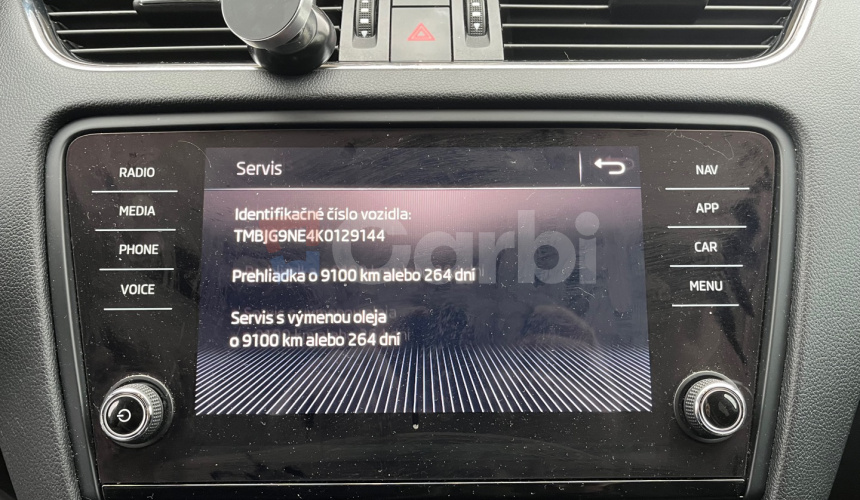 RADIO
MEDIA
PHONE
VOICE
Servis
Identifikačné číslo vozidla:
TMBJG9NE4K0129144
Prehliadka o 9100 km alebo 264 dní
Servis s výmenou oleja
o 9100 km alebo 264 dní
NAV
APP
CAR
MENU
Carbi